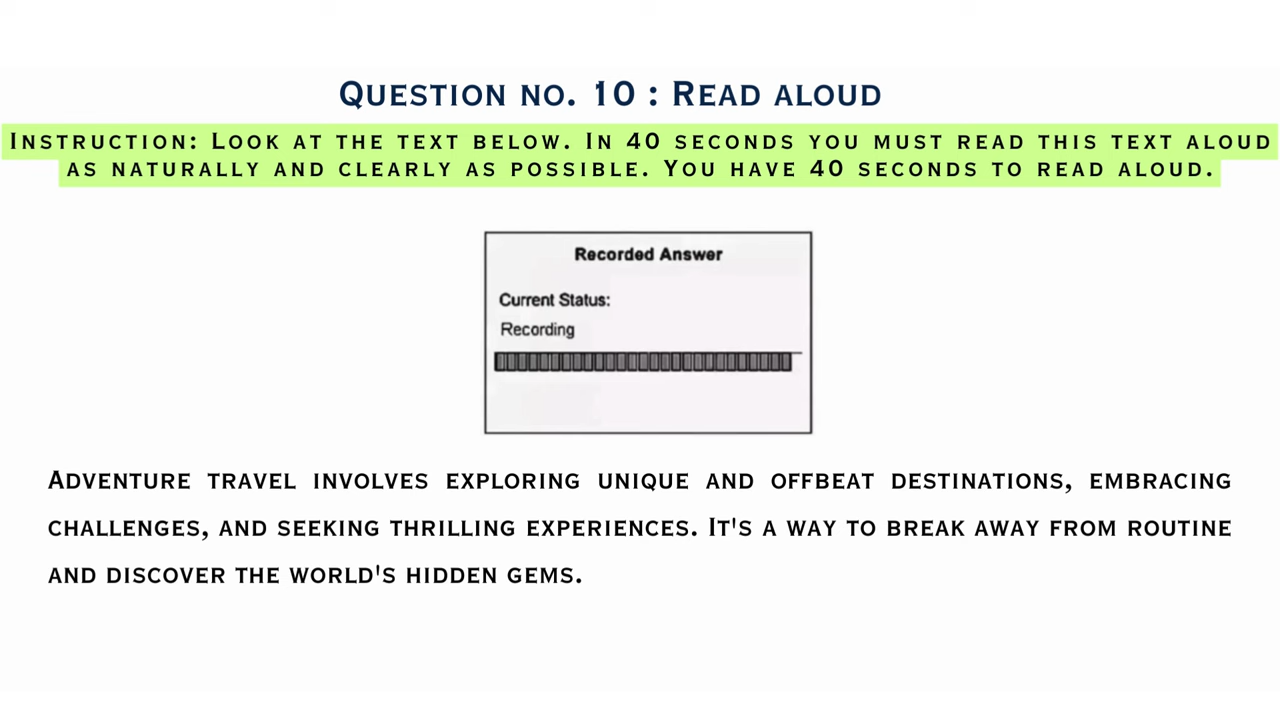 Question no. 10 : Read aloud
Instruction: Look at the text below. In 40 seconds you must read this text aloud
as naturally and clearly as possible. You have 40 seconds to read aloud.
Recorded Answer
Current Status:
Recording
Adventure travel involves exploring unique and offbeat destinations, embracing
challenges, and seeking thrilling experiences. It's a way to break away from routine
and discover the world's hidden gems.